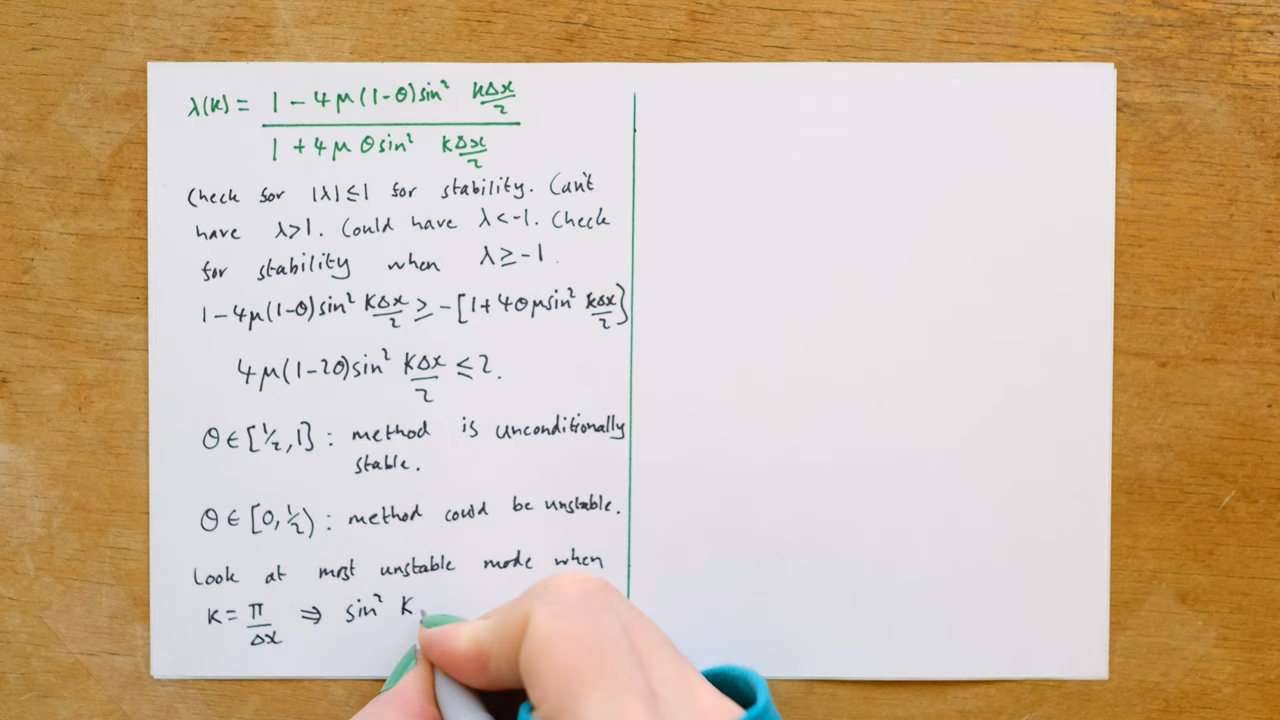 λ(k) = (1 - 4μ(1-θ)sin² kΔx/2) / (1 + 4μθsin² kΔx/2)
Check for |λ|≤1 for stability. Can't
have λ>1. Could have λ<-1. Check
for stability when λ≥-1.
1-4μ(1-θ)sin² kΔx/2 ≥ -[1+4θμsin² kΔx/2]
4μ(1-2θ)sin² kΔx/2 ≤ 2.
θ∈[1/2,1]: method is unconditionally
stable.
θ∈[0,1/2): method could be unstable.
Look at most unstable mode when
k = π/Δx ⇒ sin² k